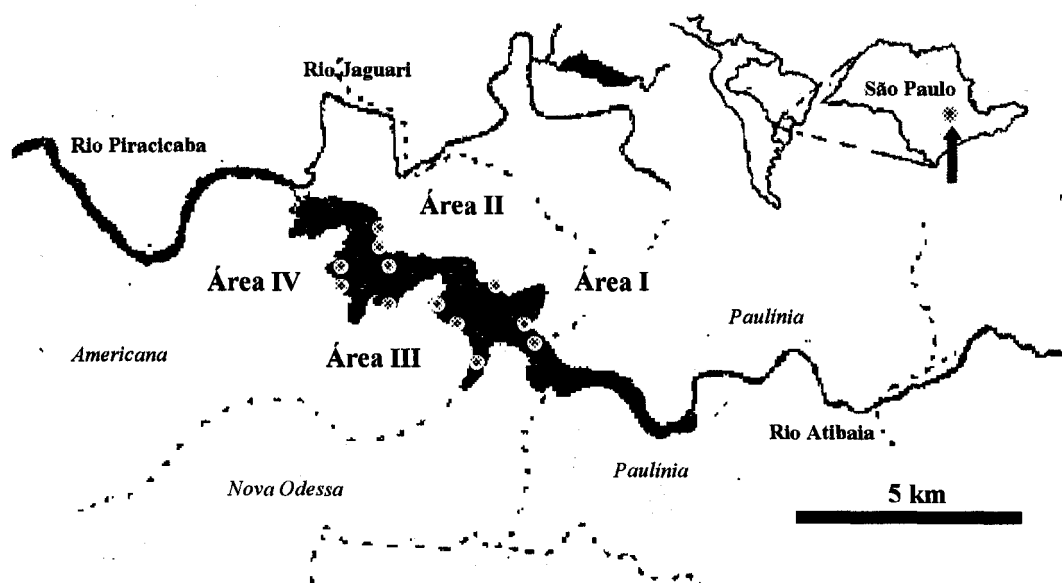 Rio Jaguari
São Paulo
Rio Piracicaba
Área II
Área IV
Área I
Paulínia
Americana
Área III
Rio Atibaia
Paulínia
Nova Odessa
5 km